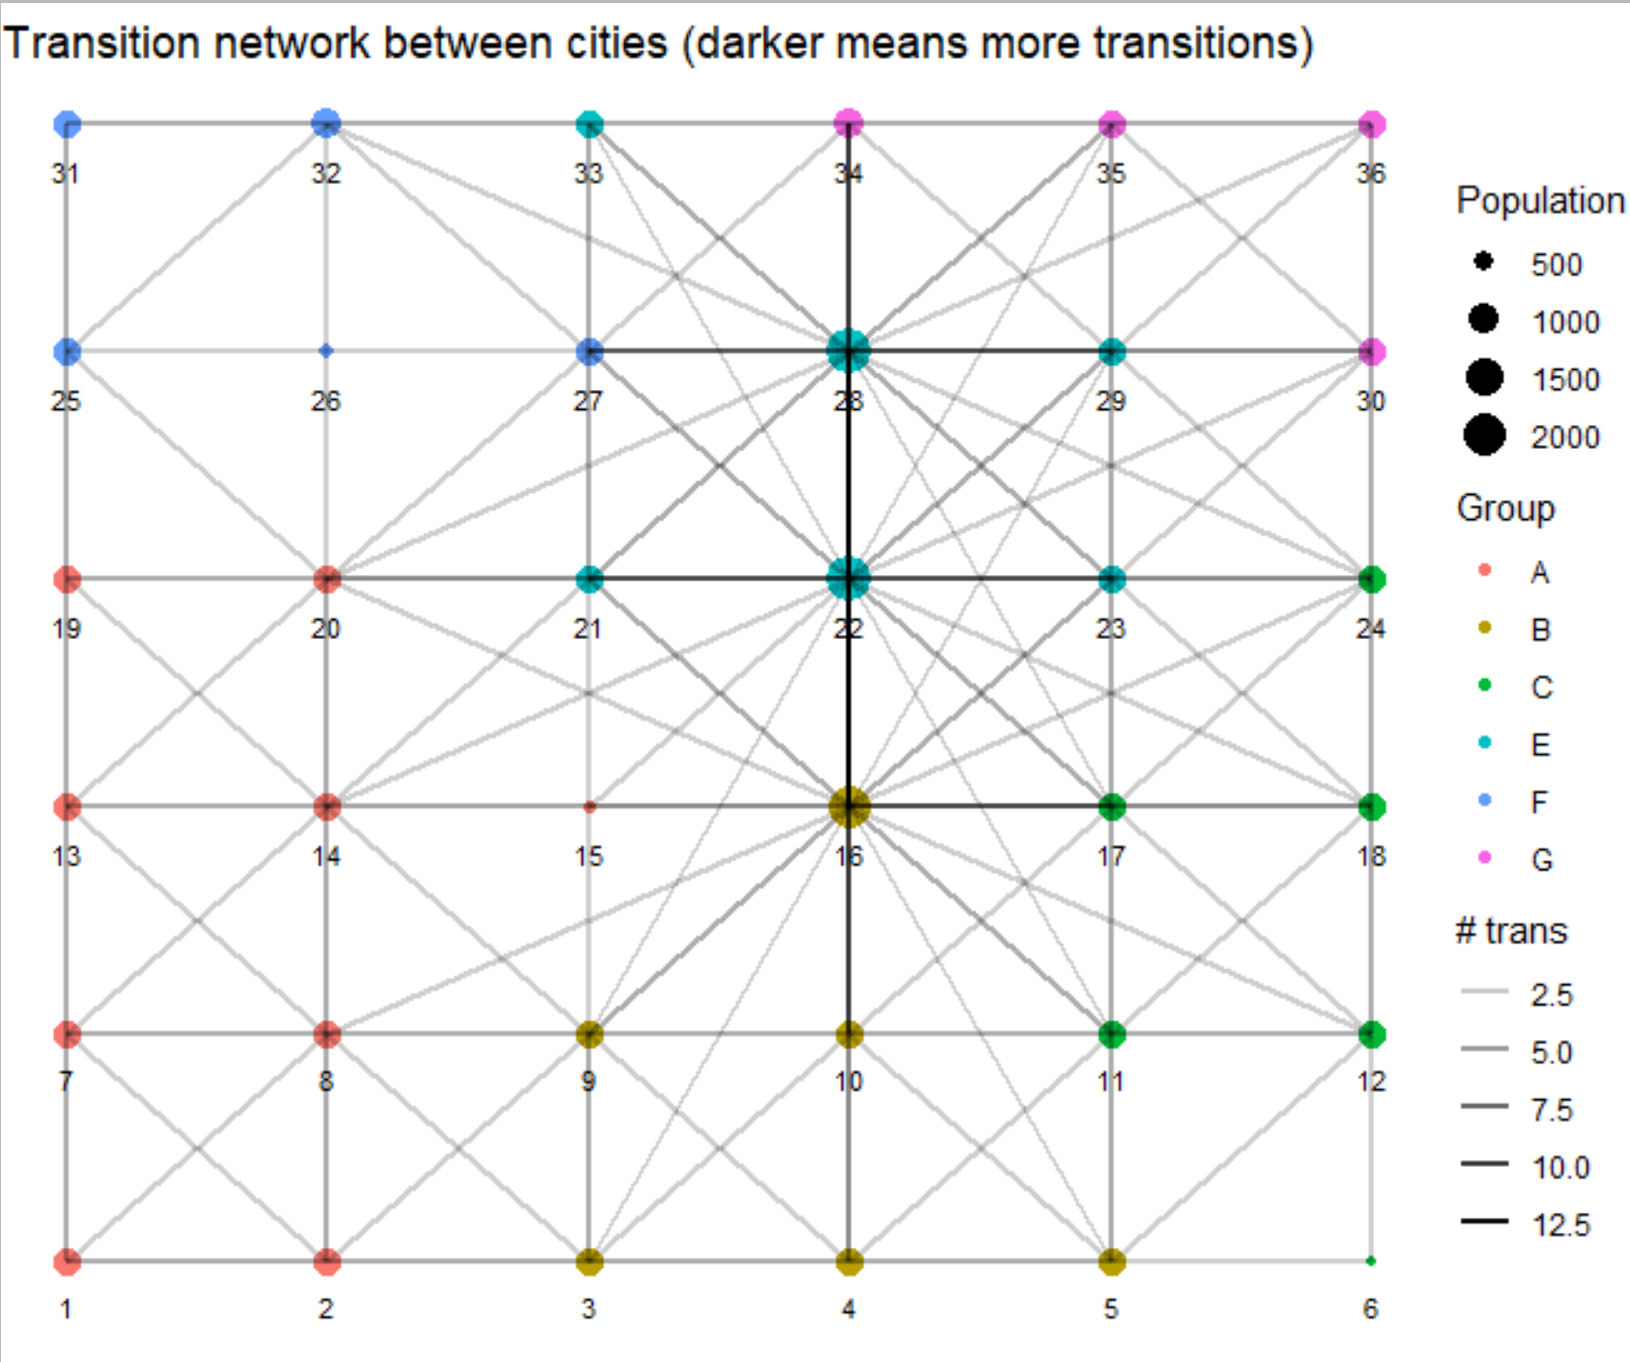 Transition network between cities (darker means more transitions)
31 32 33 34 35 36
25 26 27 28 29 30
19 20 21 22 23 24
13 14 15 16 17 18
7 8 9 10 11 12
1 2 3 4 5 6
Population
500
1000
1500
2000
Group
A
B
C
E
F
G
# trans
2.5
5.0
7.5
10.0
12.5